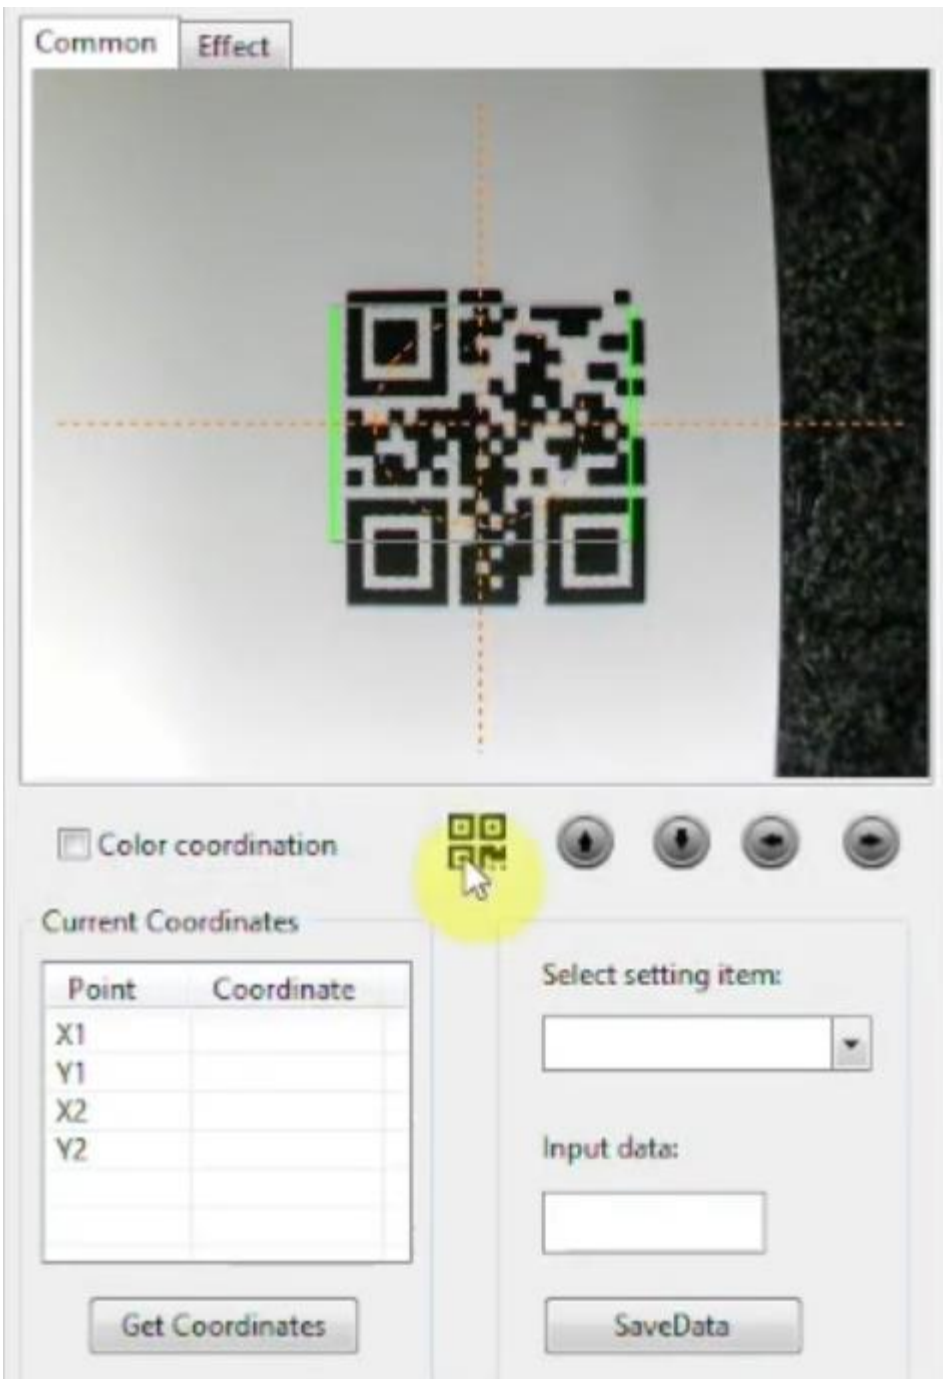 Common
Effect
Color coordination
Current Coordinates
Point Coordinate
X1
Y1
X2
Y2
Get Coordinates
Select setting item:
Input data:
SaveData